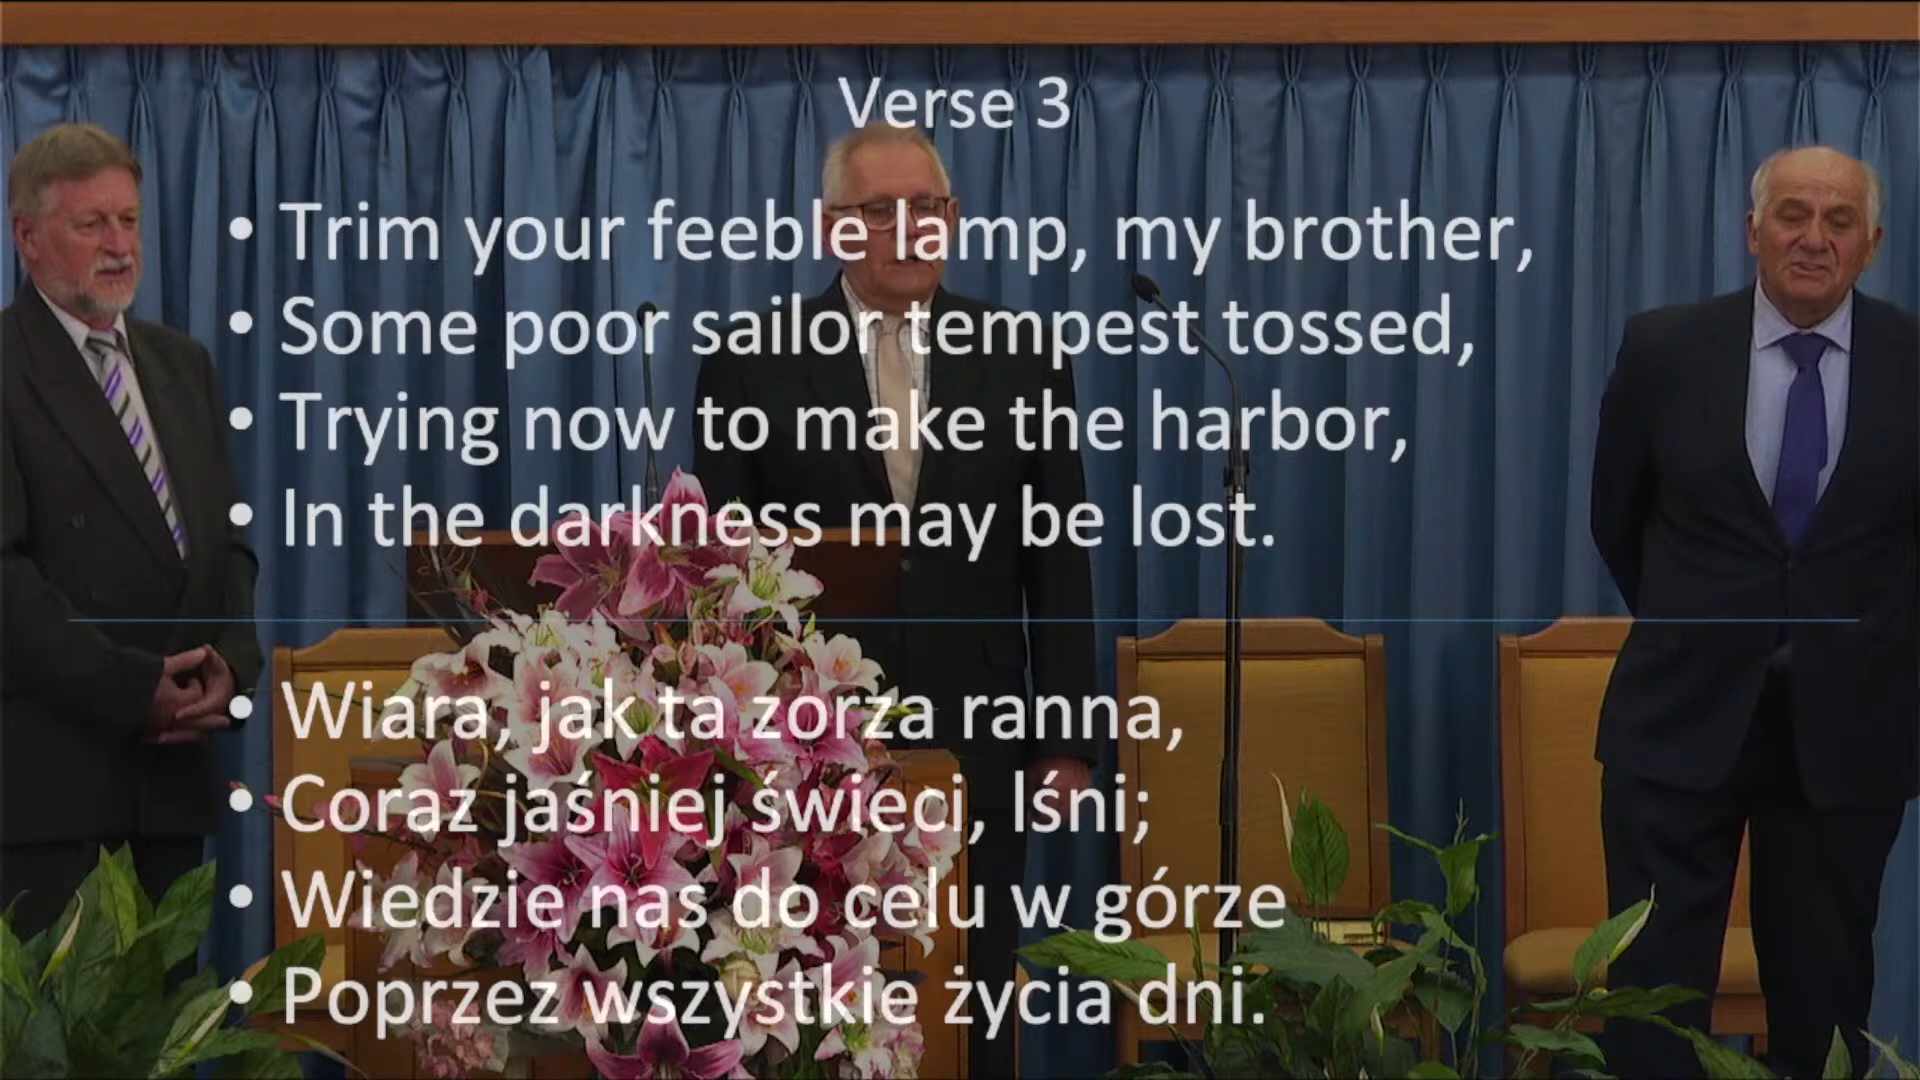 Verse 3
• Trim your feeble lamp, my brother,
• Some poor sailor tempest tossed,
• Trying now to make the harbor,
• In the darkness may be lost.
• Wiara, jak ta zorza ranna,
• Coraz jaśniej świeci, lśni;
• Wiedzie nas do celu w górze
• Poprzez wszystkie życia dni.